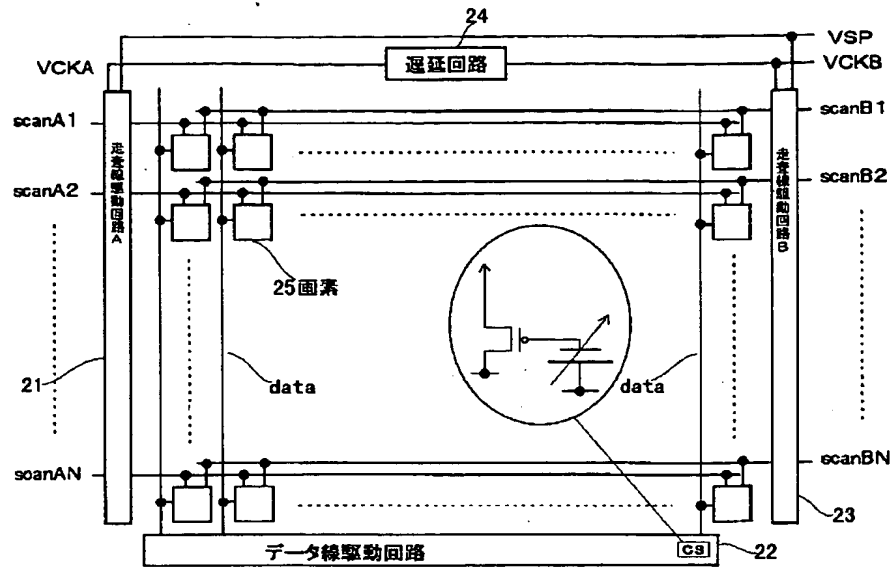 24
VSP
VCKA
遅延回路
VCKB
scanA1
scanB1
走査線駆動回路A
走査線駆動回路B
scanA2
scanB2
25画素
21
data
data
scanAN
scanBN
23
データ線駆動回路
CS
22